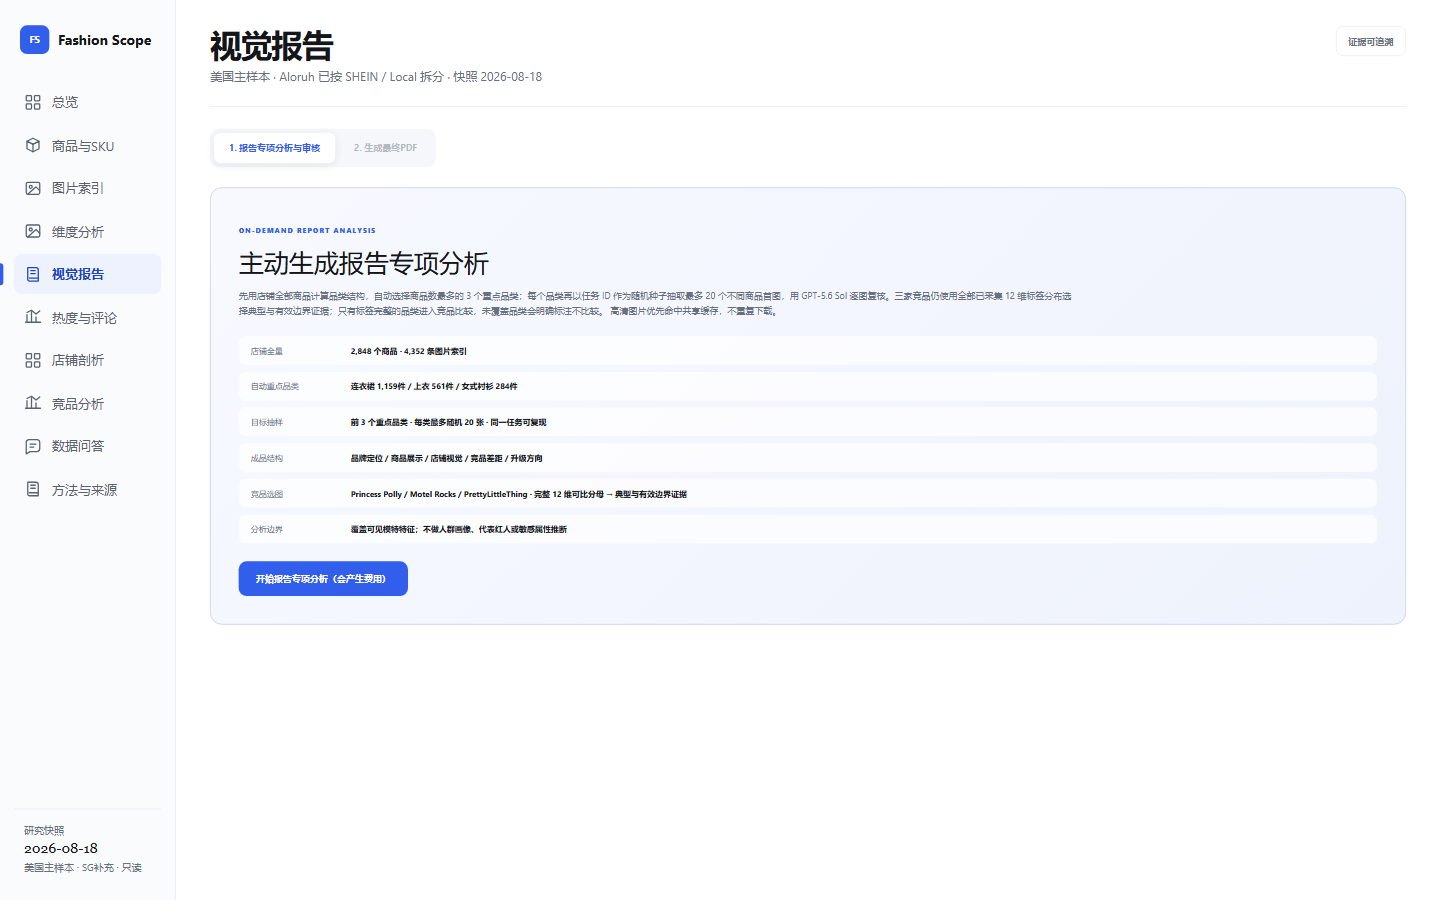 FS
Fashion Scope
总览
商品与SKU
图片索引
维度分析
视觉报告
热度与评论
店铺剖析
竞品分析
数据问答
方法与来源
研究快照
2026-08-18
美国主样本 · SG补充 · 只读
视觉报告
美国主样本 · Aloruh 已按 SHEIN / Local 拆分 · 快照 2026-08-18
证据可追溯
1. 报告专项分析与审核
2. 生成最终PDF
ON-DEMAND REPORT ANALYSIS
主动生成报告专项分析
先用店铺全部商品计算品类结构，自动选择商品数最多的 3 个重点品类；每个品类再以任务 ID 作为随机种子抽取最多 20 个不同商品首图，用 GPT-5.6 Sol 逐图复核。三家竞品仍使用全部已采集 12 维标签分布选
择典型与有效边界证据；只有标签完整的品类进入竞品比较，未覆盖品类会明确标注不比较。 高清图片优先命中共享缓存，不重复下载。
店铺全量 2,848 个商品 · 4,352 条图片索引
自动重点品类 连衣裙 1,159件 / 上衣 561件 / 女式衬衫 284件
目标抽样 前 3 个重点品类 · 每类最多随机 20 张 · 同一任务可复现
成品结构 品牌定位 / 商品展示 / 店铺视觉 / 竞品差距 / 升级方向
竞品选图 Princess Polly / Motel Rocks / PrettyLittleThing · 完整 12 维可比分母 → 典型与有效边界证据
分析边界 覆盖可见模特特征；不做人群画像、代表红人或敏感属性推断
开始报告专项分析（会产生费用）